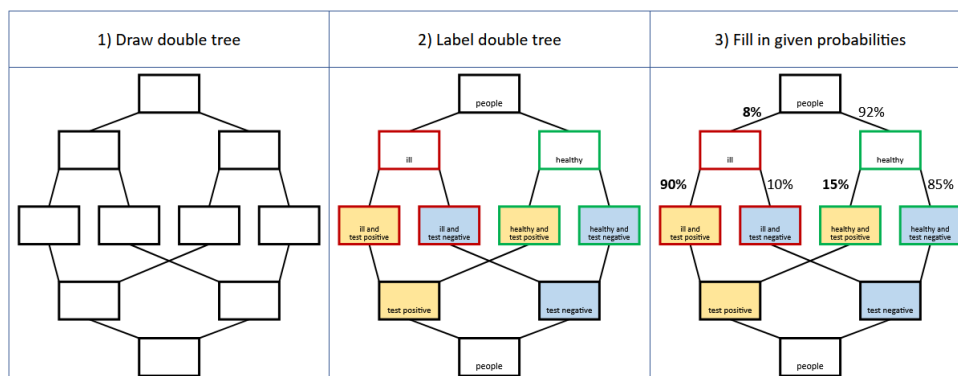 1) Draw double tree
2) Label double tree
3) Fill in given probabilities
people
ill
healthy
ill and
test positive
ill and
test negative
healthy and
test positive
healthy and
test negative
test positive
test negative
people
people
8%
92%
ill
healthy
90%
10%
15%
85%
ill and
test positive
ill and
test negative
healthy and
test positive
healthy and
test negative
test positive
test negative
people